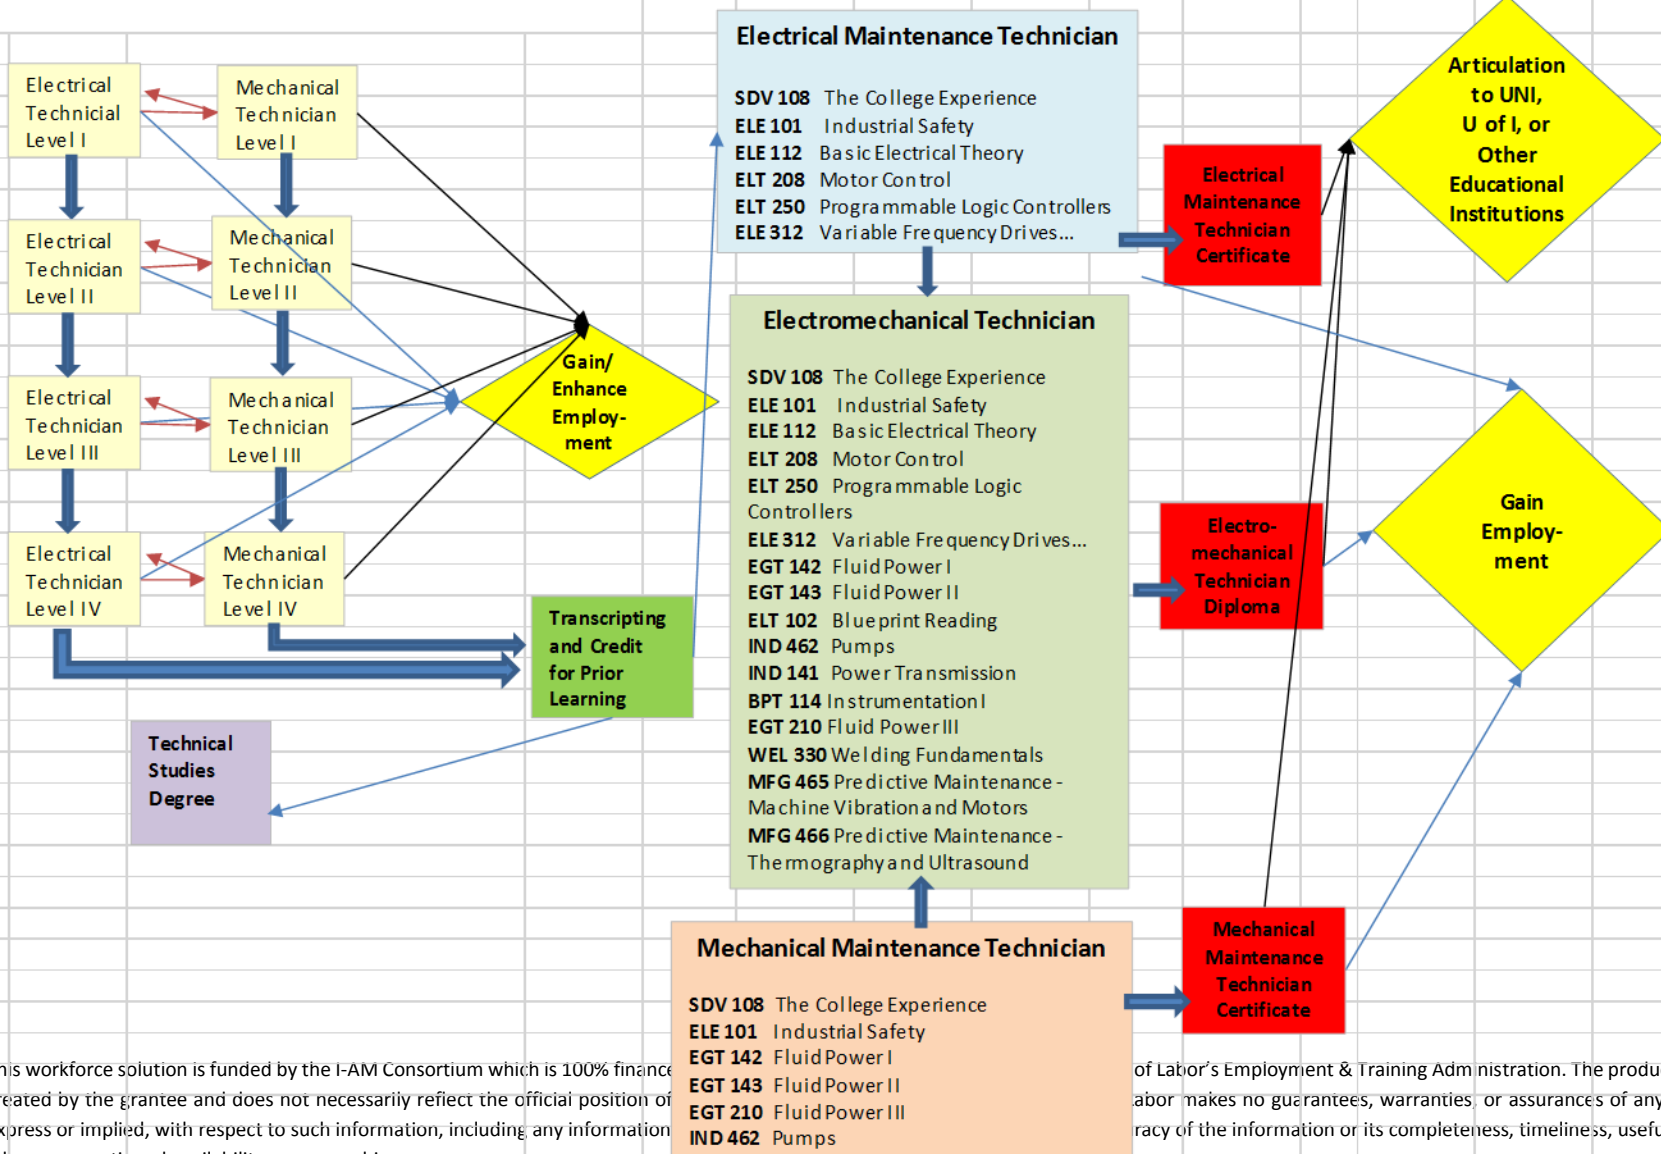 Electrical
Technicial
Level I
Mechanical
Technician
Level I
Electrical
Technician
Level II
Mechanical
Technician
Level II
Electrical
Technician
Level III
Mechanical
Technician
Level III
Electrical
Technician
Level IV
Mechanical
Technician
Level IV
Gain/
Enhance
Employ-
ment
Transcripting
and Credit
for Prior
Learning
Technical
Studies
Degree
Electrical Maintenance Technician
SDV 108 The College Experience
ELE 101 Industrial Safety
ELE 112 Basic Electrical Theory
ELT 208 Motor Control
ELT 250 Programmable Logic Controllers
ELE 312 Variable Frequency Drives...
Electromechanical Technician
SDV 108 The College Experience
ELE 101 Industrial Safety
ELE 112 Basic Electrical Theory
ELT 208 Motor Control
ELT 250 Programmable Logic
Controllers
ELE 312 Variable Frequency Drives...
EGT 142 Fluid Power I
EGT 143 Fluid Power II
ELT 102 Blueprint Reading
IND 462 Pumps
IND 141 Power Transmission
BPT 114 Instrumentation I
EGT 210 Fluid Power III
WEL 330 Welding Fundamentals
MFG 465 Predictive Maintenance -
Machine Vibration and Motors
MFG 466 Predictive Maintenance -
Thermography and Ultrasound
Mechanical Maintenance Technician
SDV 108 The College Experience
ELE 101 Industrial Safety
EGT 142 Fluid Power I
EGT 143 Fluid Power II
EGT 210 Fluid Power III
IND 462 Pumps
Electrical
Maintenance
Technician
Certificate
Electro-
mechanical
Technician
Diploma
Mechanical
Maintenance
Technician
Certificate
Articulation
to UNI,
U of I, or
Other
Educational
Institutions
Gain
Employ-
ment
his workforce solution is funded by the I-AM Consortium which is 100% finance of Labor's Employment & Training Administration. The produ
reated by the grantee and does not necessarily reflect the official position of abor makes no guarantees, warranties, or assurances of any
xpress or implied, with respect to such information, including any information racy of the information or its completeness, timeliness, usefu